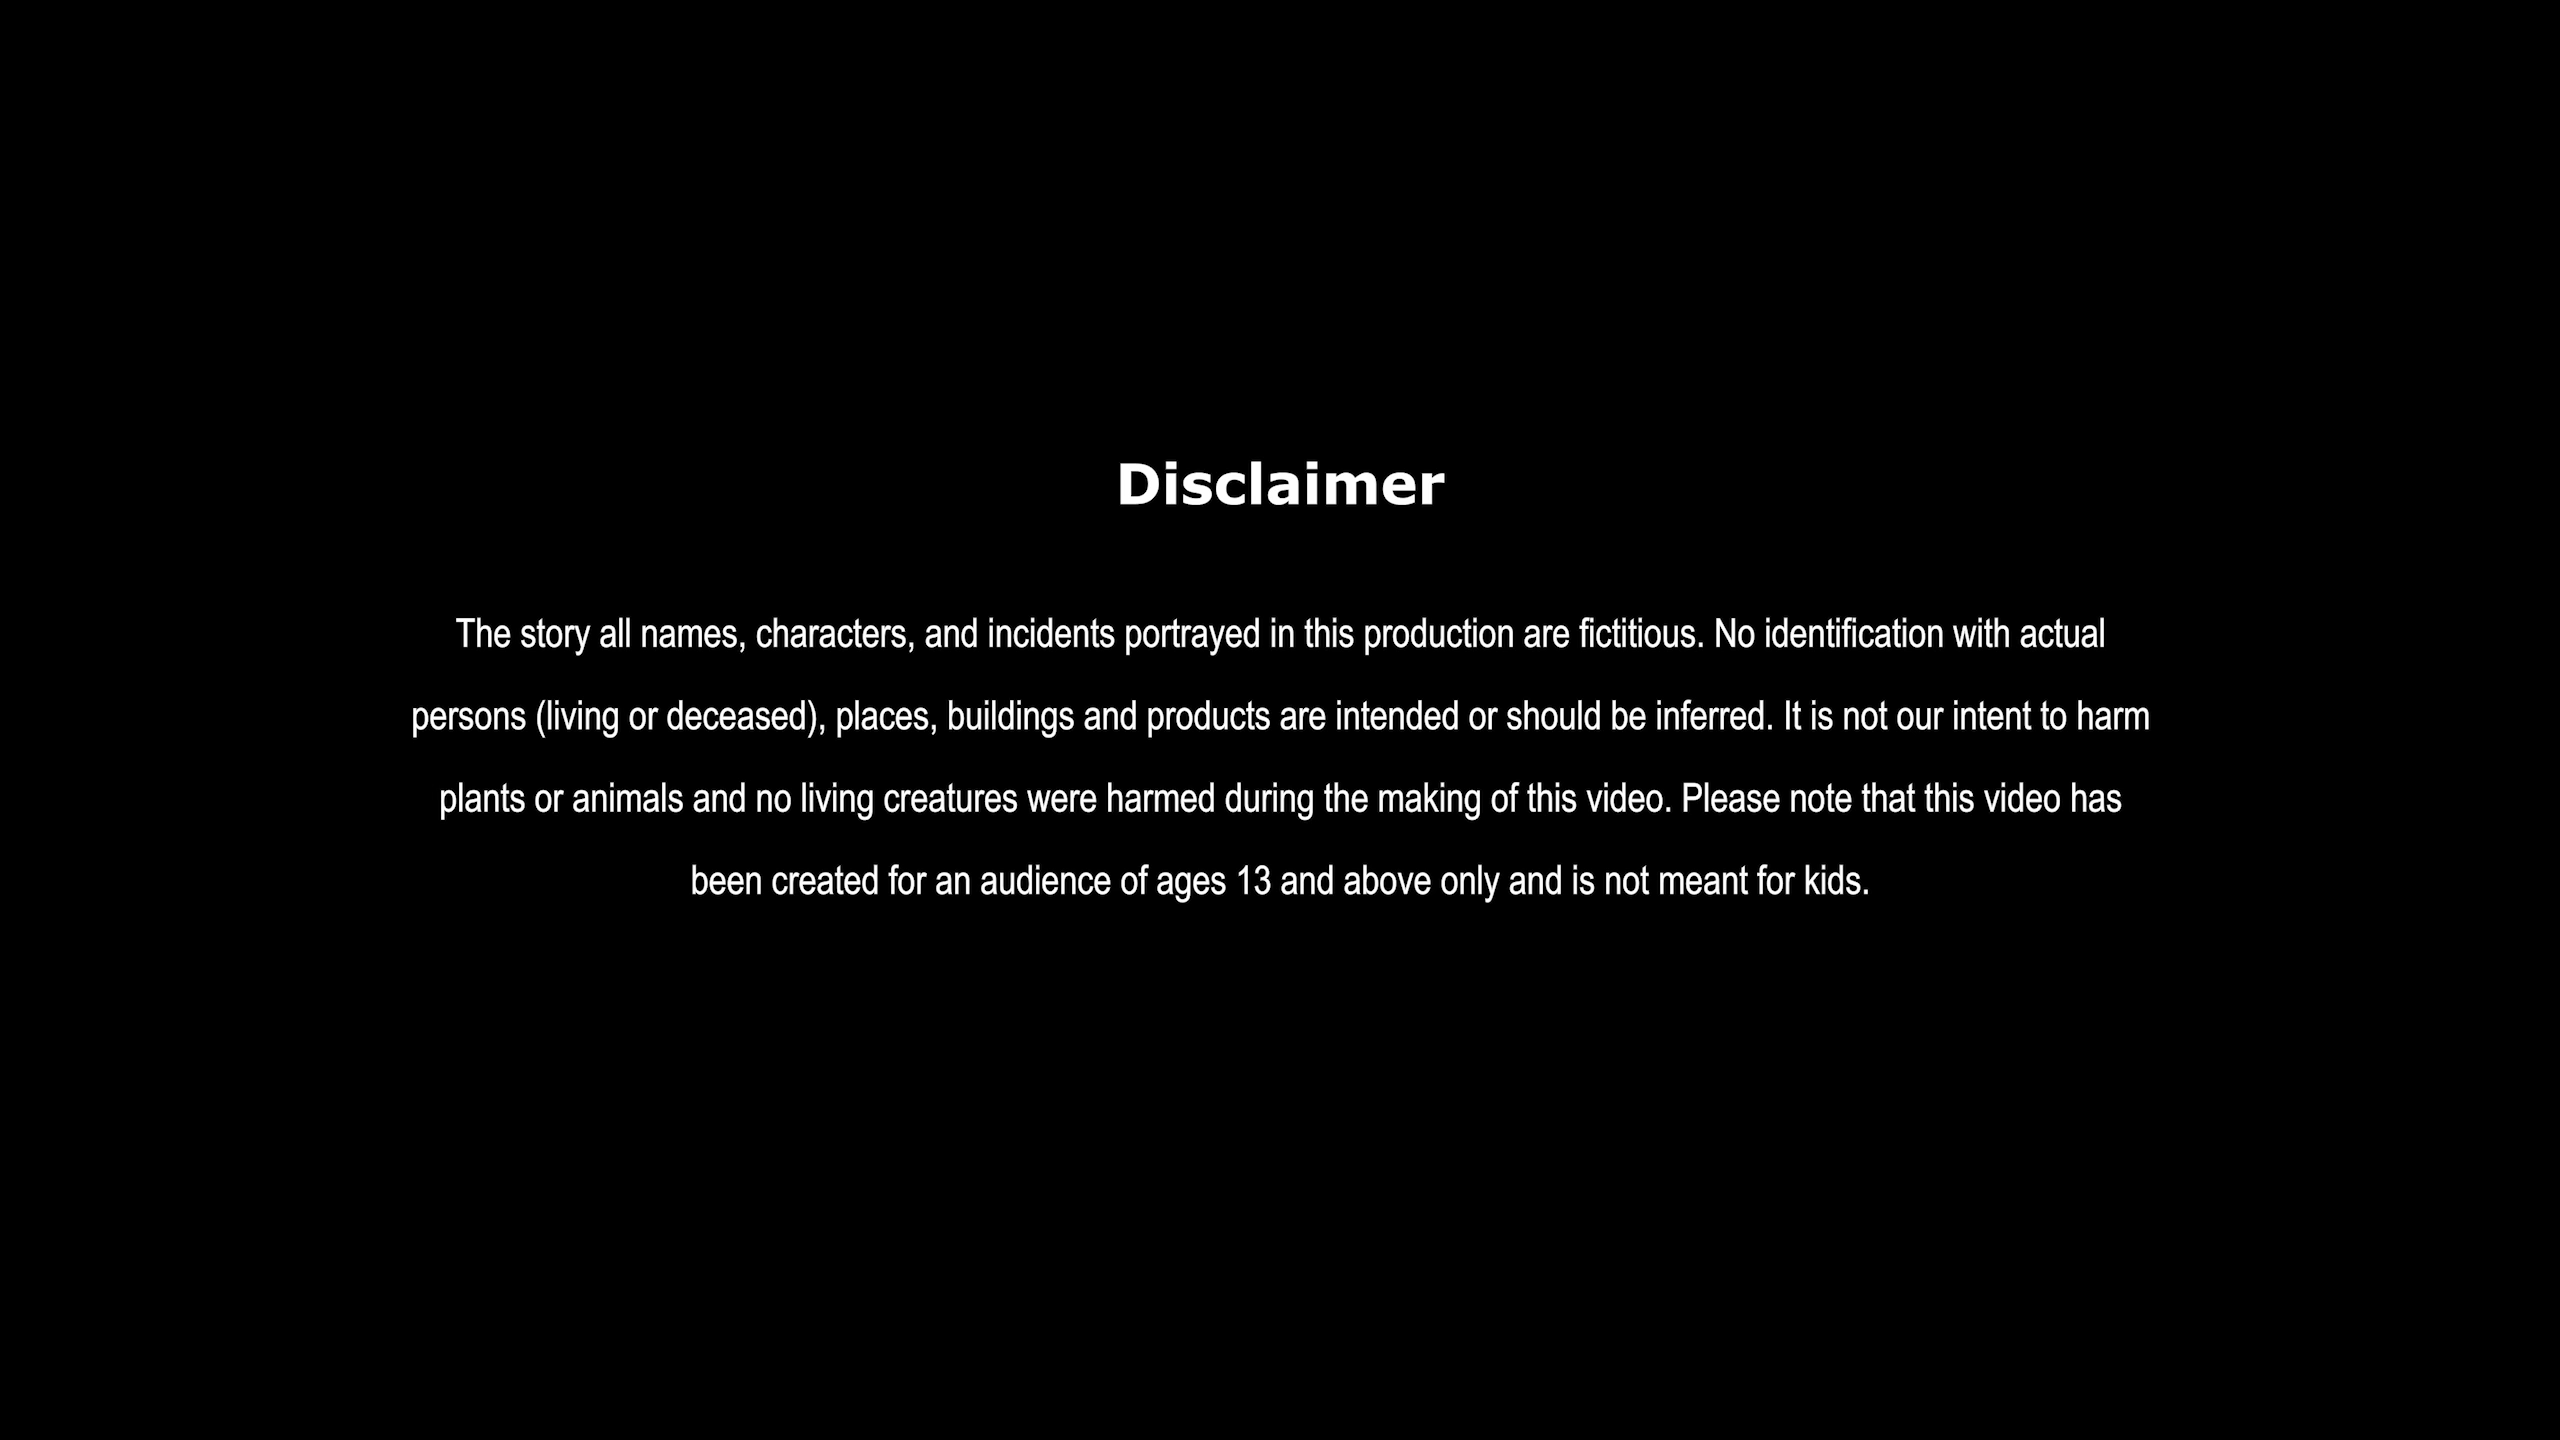 Disclaimer
The story all names, characters, and incidents portrayed in this production are fictitious. No identification with actual
persons (living or deceased), places, buildings and products are intended or should be inferred. It is not our intent to harm
plants or animals and no living creatures were harmed during the making of this video. Please note that this video has
been created for an audience of ages 13 and above only and is not meant for kids.